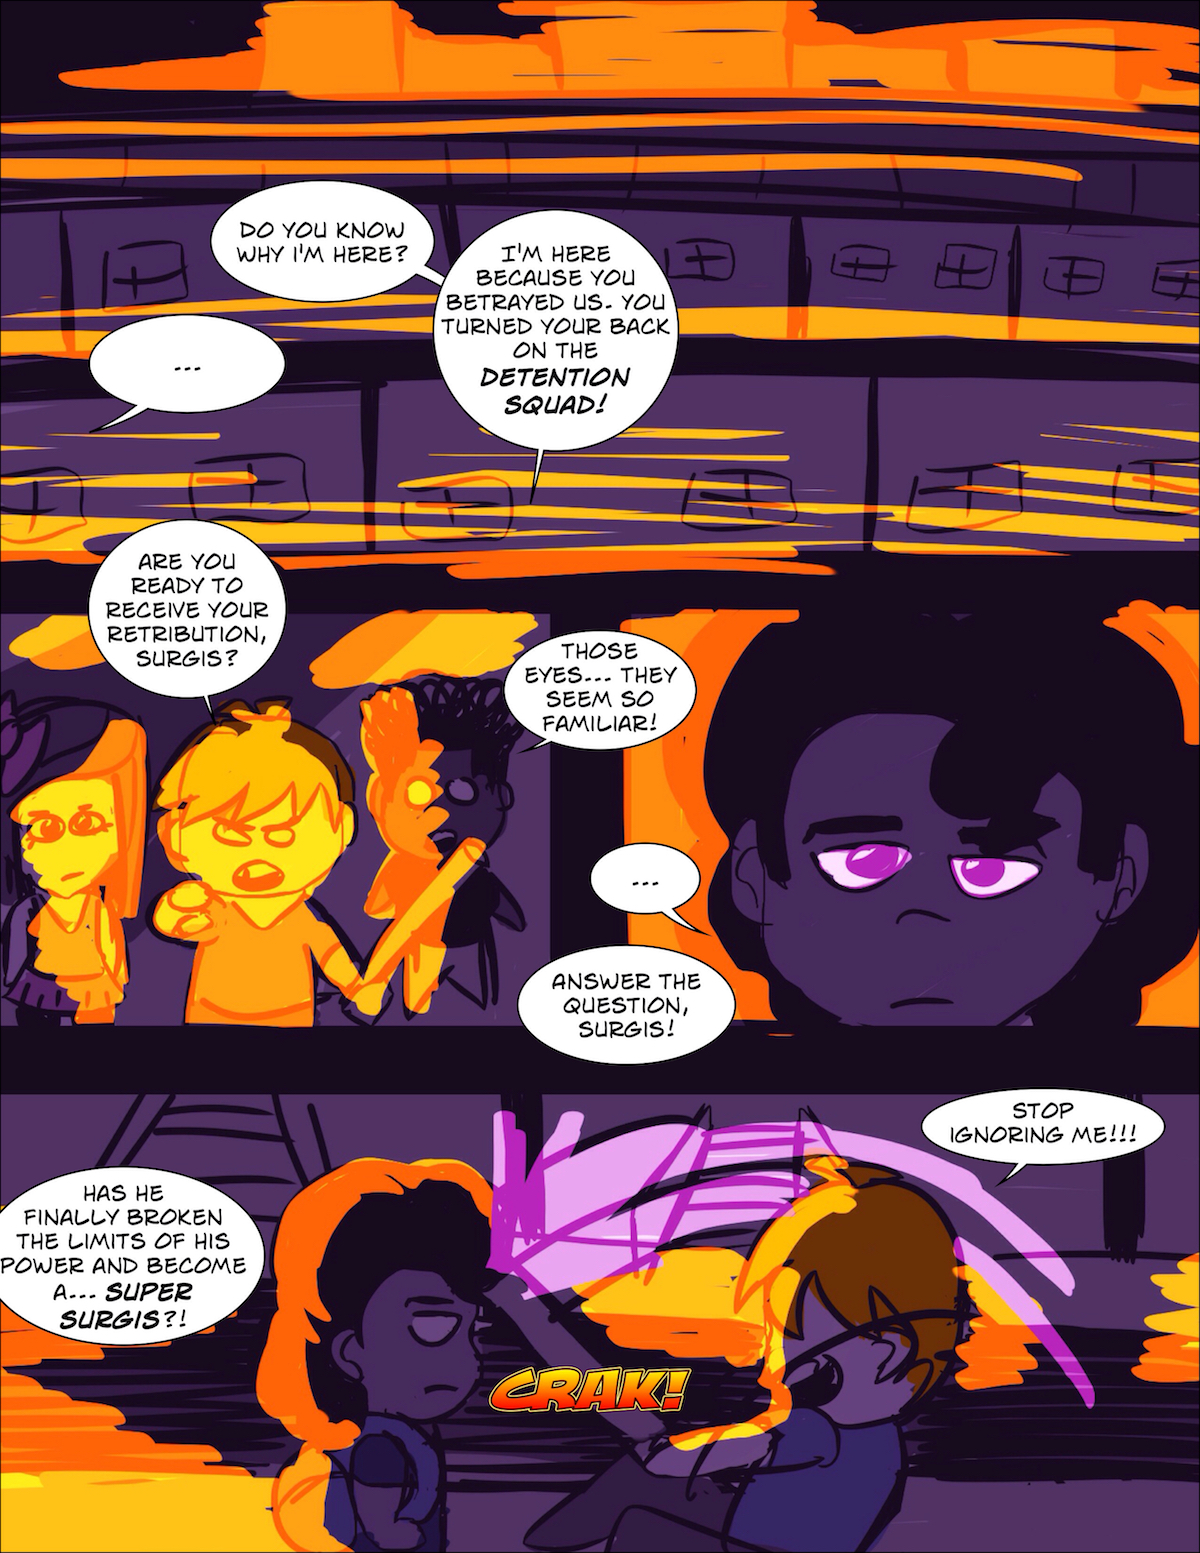 DO YOU KNOW
WHY I'M HERE?
I'M HERE
BECAUSE YOU
BETRAYED US. YOU
TURNED YOUR BACK
ON THE
DETENTION
SQUAD!
...
ARE YOU
READY TO
RECEIVE YOUR
RETRIBUTION,
SURGIS?
THOSE
EYES... THEY
SEEM SO
FAMILIAR!
...
ANSWER THE
QUESTION,
SURGIS!
STOP
IGNORING ME!!!
HAS HE
FINALLY BROKEN
THE LIMITS OF HIS
POWER AND BECOME
A... SUPER
SURGIS?!
CRAK!